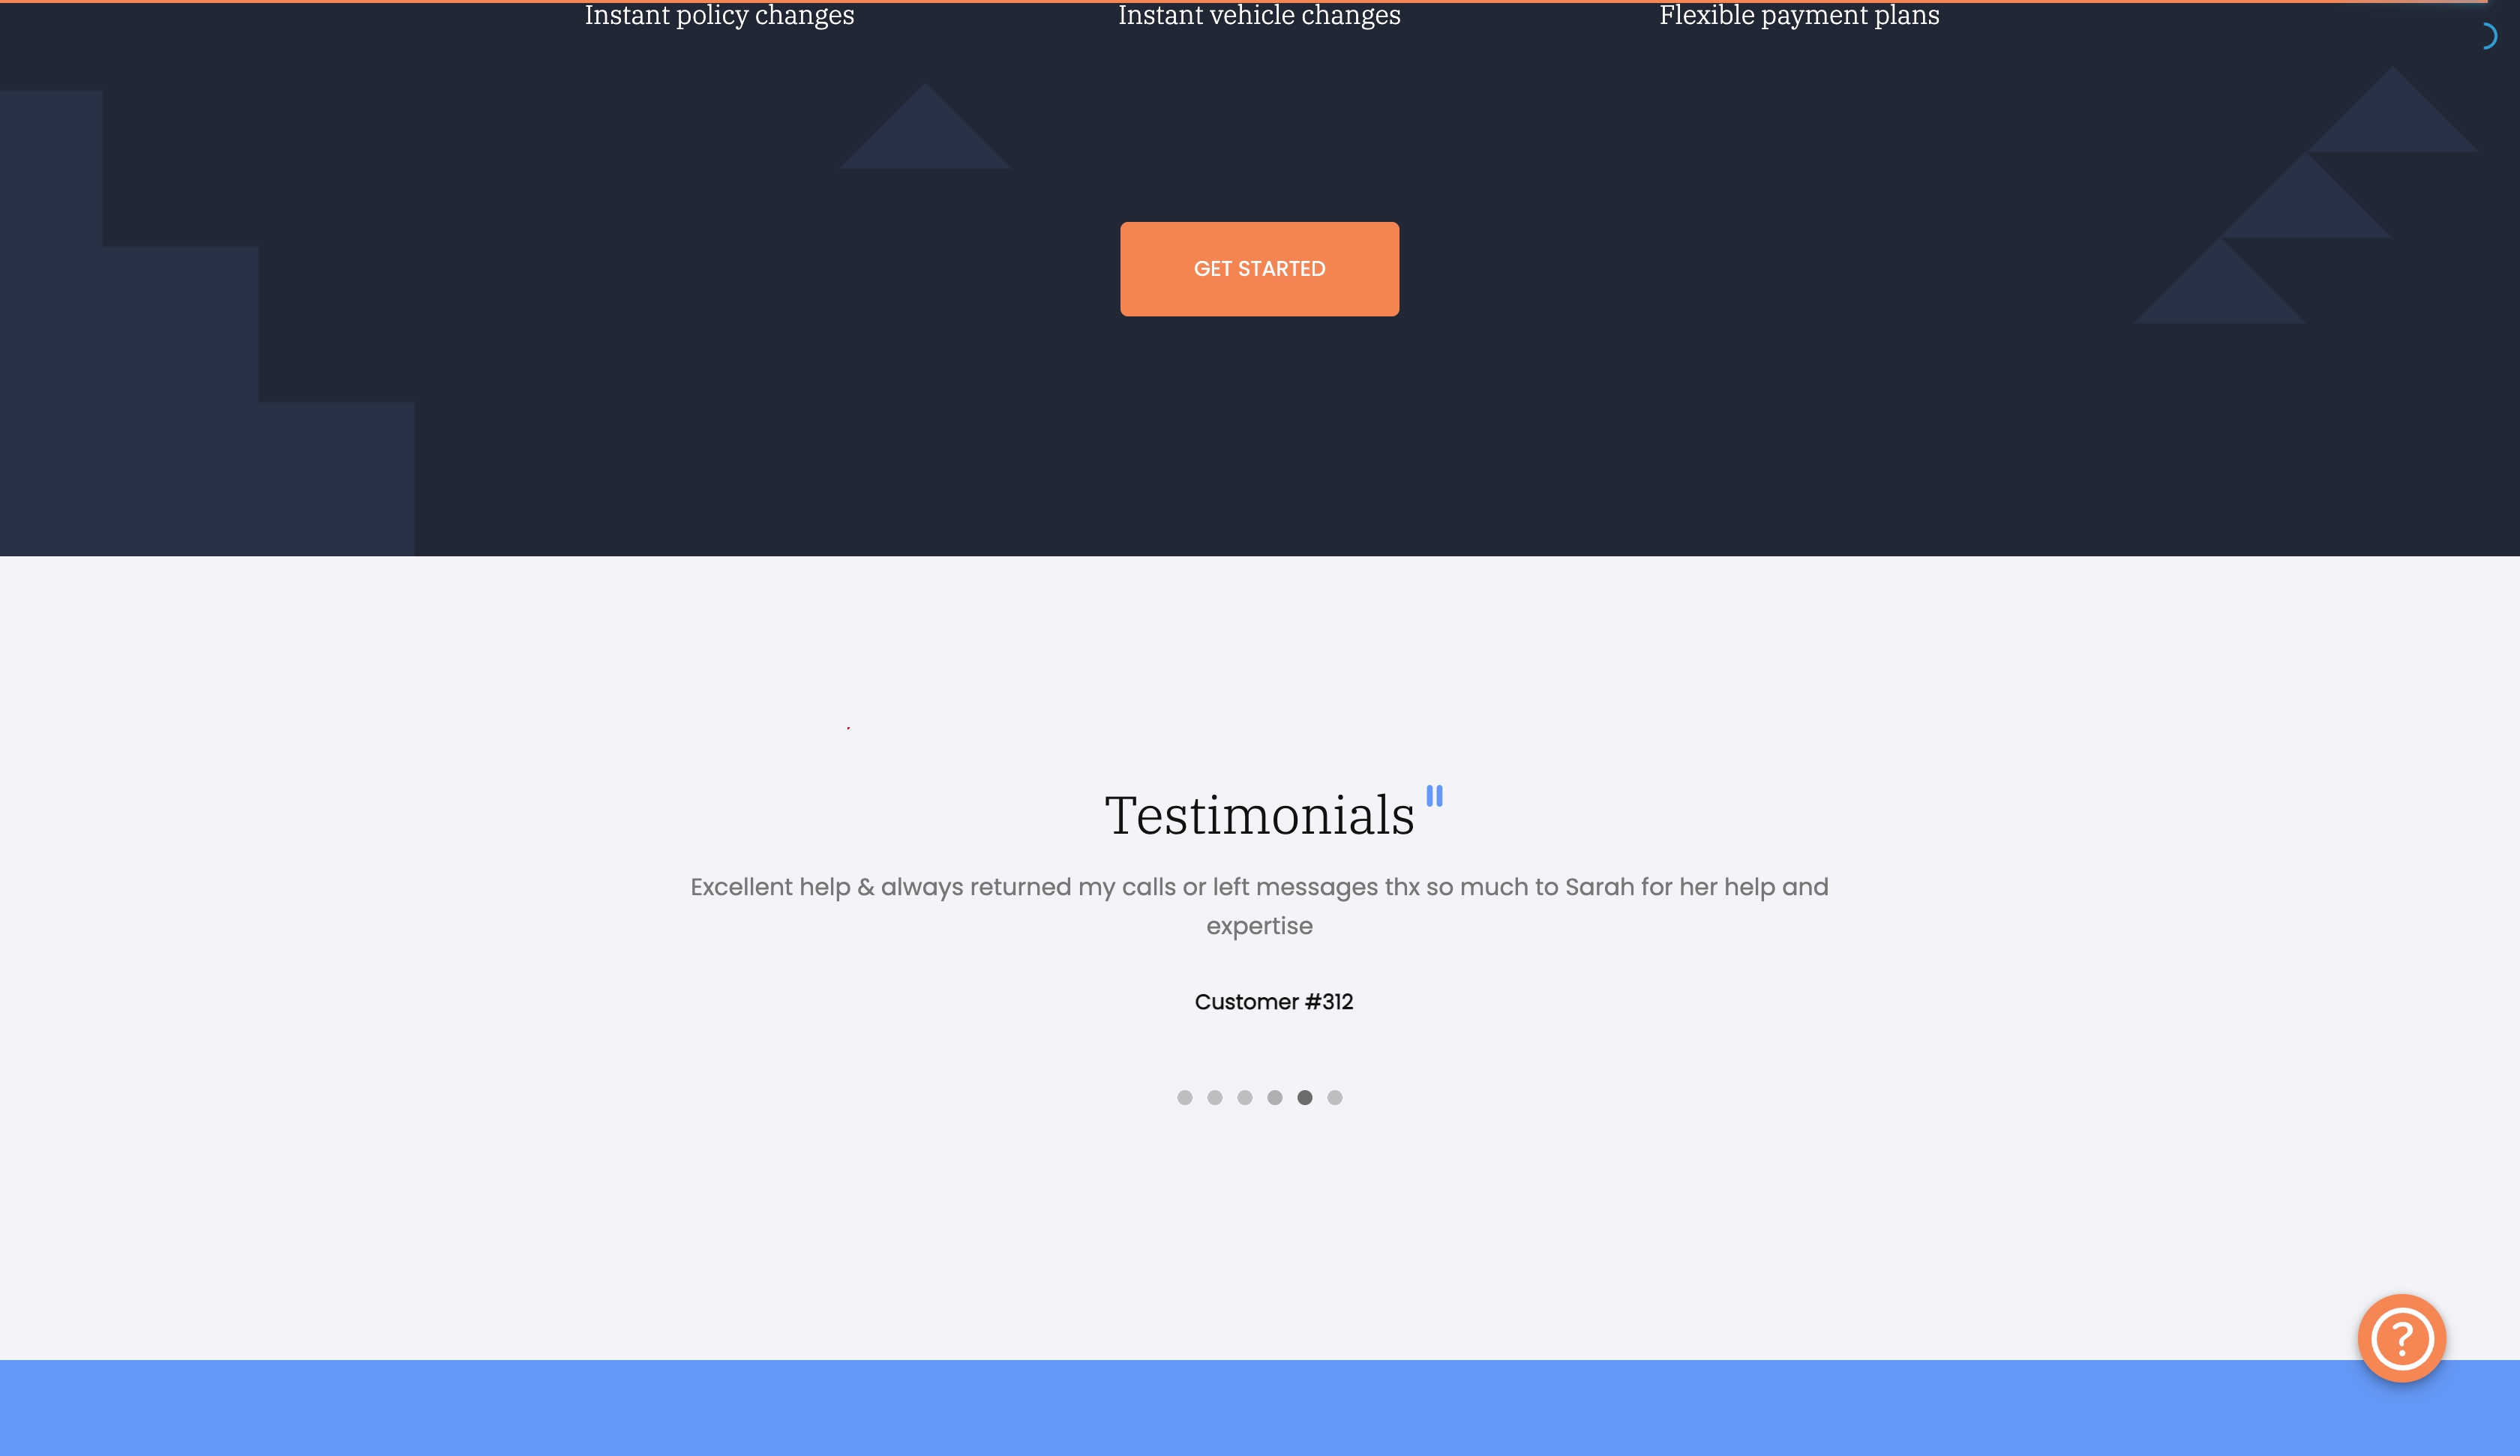 Instant policy changes
Instant vehicle changes
Flexible payment plans
GET STARTED
Testimonials "
Excellent help & always returned my calls or left messages thx so much to Sarah for her help and
expertise
Customer #312
?